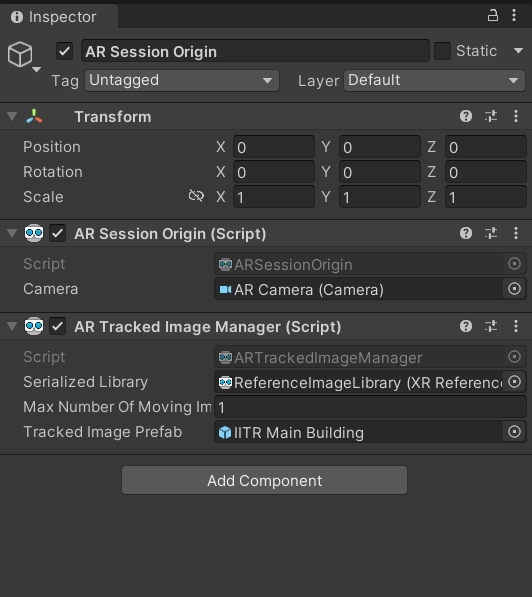 Inspector
AR Session Origin Static
Tag Untagged Layer Default
Transform
Position X 0 Y 0 Z 0
Rotation X 0 Y 0 Z 0
Scale X 1 Y 1 Z 1
AR Session Origin (Script)
Script ARSessionOrigin
Camera AR Camera (Camera)
AR Tracked Image Manager (Script)
Script ARTrackedImageManager
Serialized Library ReferenceImageLibrary (XR Referenc
Max Number Of Moving Im 1
Tracked Image Prefab IITR Main Building
Add Component